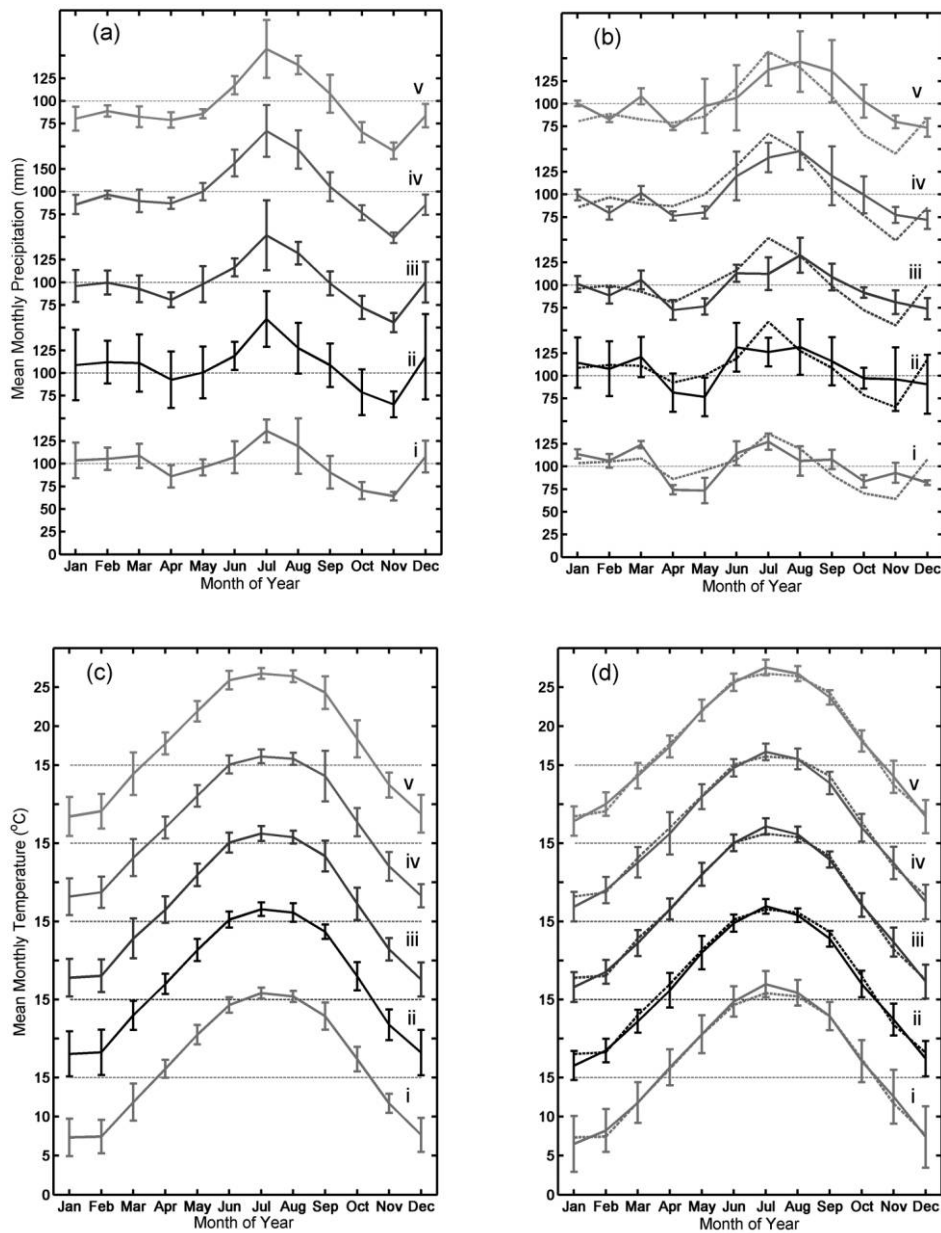 (a)
Mean Monthly Precipitation (mm)
125
100
75
150
100
75
125
100
75
125
100
75
125
100
75
50
25
0
v
iv
iii
ii
i
Jan Feb Mar Apr May Jun Jul Aug Sep Oct Nov Dec
Month of Year
(b)
125
100
75
125
100
75
125
100
75
125
100
75
125
100
75
50
25
0
v
iv
iii
ii
i
Jan Feb Mar Apr May Jun Jul Aug Sep Oct Nov Dec
Month of Year
(c)
Mean Monthly Temperature (°C)
25
20
15
15
15
15
15
10
5
0
v
iv
iii
ii
i
Jan Feb Mar Apr May Jun Jul Aug Sep Oct Nov Dec
Month of Year
(d)
25
20
15
15
15
15
15
10
5
0
v
iv
iii
ii
i
Jan Feb Mar Apr May Jun Jul Aug Sep Oct Nov Dec
Month of Year